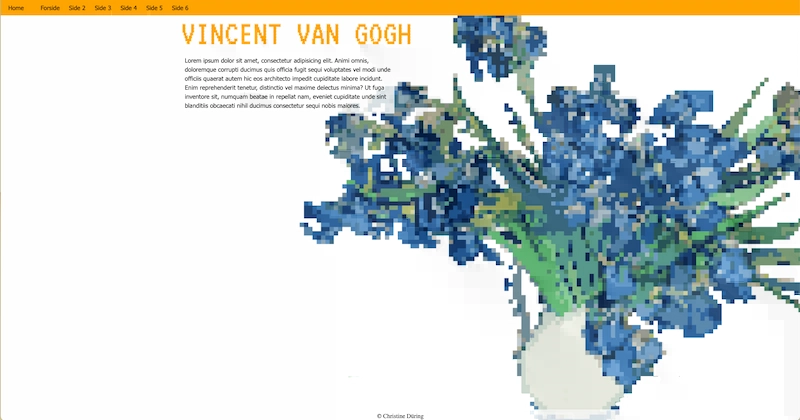 Home Forside Side 2 Side 3 Side 4 Side 5 Side 6
VINCENT VAN GOGH
Lorem ipsum dolor sit amet, consectetur adipisicing elit. Animi omnis,
doloremque corrupti ducimus quis officia fugit sequi voluptates vel modi unde
officiis quaerat autem hic eos architecto impedit cupiditate labore incidunt.
Enim reprehenderit tenetur, distinctio vel maxime delectus minima? Ut fuga
inventore sit, numquam beatae in repellat nam, eveniet cupiditate unde sint
blanditiis obcaecati nihil ducimus consectetur sequi nobis maiores.
© Christine Düring